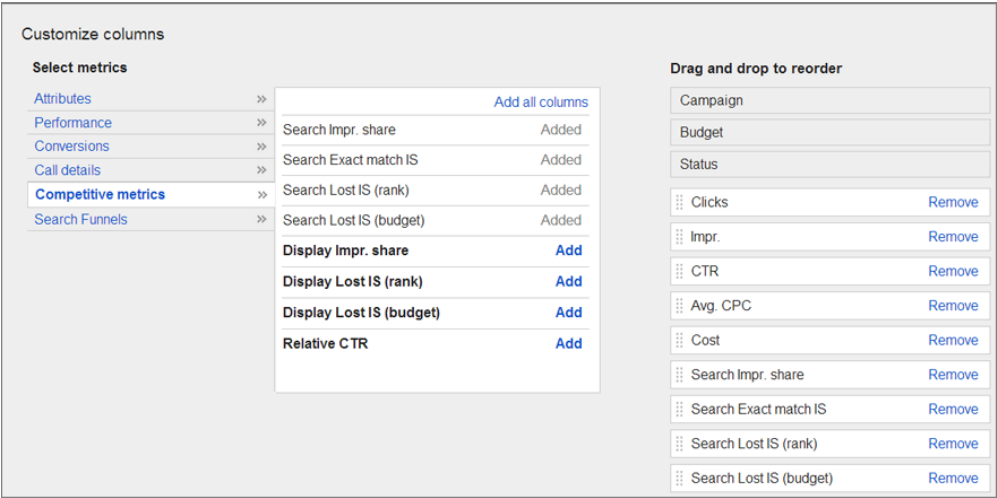 Customize columns
Select metrics
Attributes »
Performance »
Conversions »
Call details »
Competitive metrics »
Search Funnels »
Add all columns
Search Impr. share Added
Search Exact match IS Added
Search Lost IS (rank) Added
Search Lost IS (budget) Added
Display Impr. share Add
Display Lost IS (rank) Add
Display Lost IS (budget) Add
Relative CTR Add
Drag and drop to reorder
Campaign
Budget
Status
Clicks Remove
Impr. Remove
CTR Remove
Avg. CPC Remove
Cost Remove
Search Impr. share Remove
Search Exact match IS Remove
Search Lost IS (rank) Remove
Search Lost IS (budget) Remove